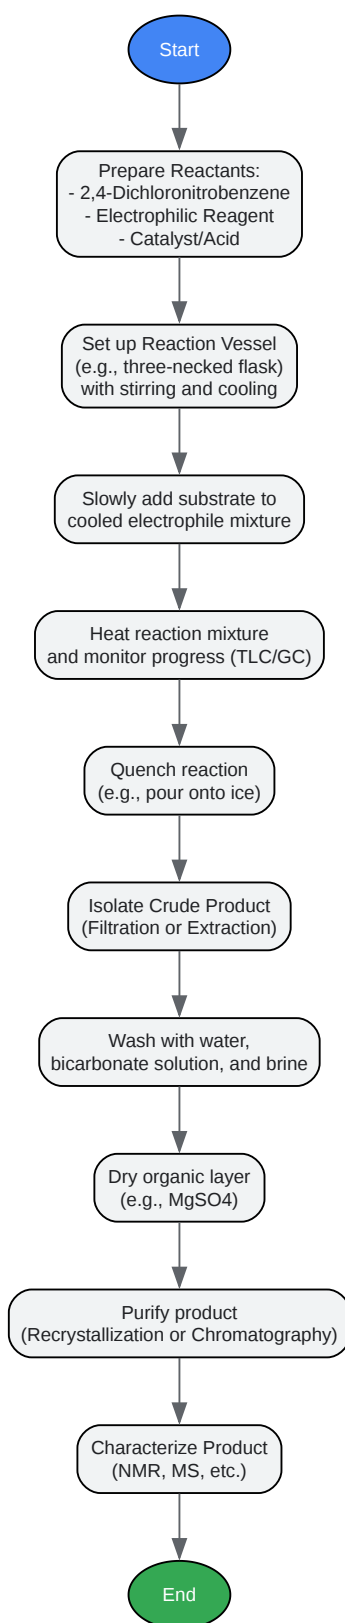 Start
Prepare Reactants:
- 2,4-Dichloronitrobenzene
- Electrophilic Reagent
- Catalyst/Acid
Set up Reaction Vessel
(e.g., three-necked flask)
with stirring and cooling
Slowly add substrate to
cooled electrophile mixture
Heat reaction mixture
and monitor progress (TLC/GC)
Quench reaction
(e.g., pour onto ice)
Isolate Crude Product
(Filtration or Extraction)
Wash with water,
bicarbonate solution, and brine
Dry organic layer
(e.g., MgSO4)
Purify product
(Recrystallization or Chromatography)
Characterize Product
(NMR, MS, etc.)
End